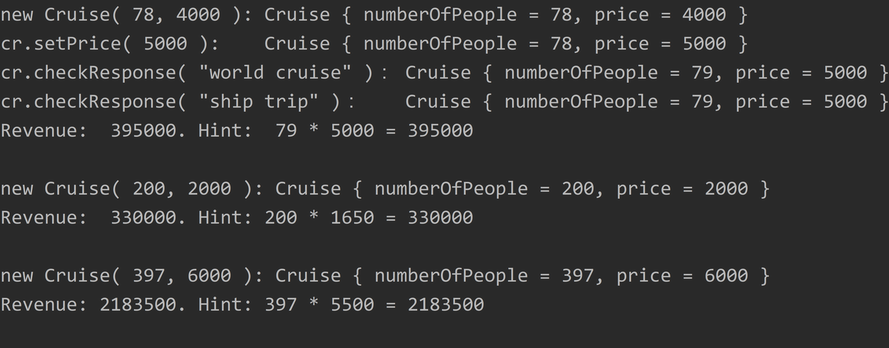 new Cruise( 78, 4000 ): Cruise { numberOfPeople = 78, price = 4000 }
cr.setPrice( 5000 ):    Cruise { numberOfPeople = 78, price = 5000 }
cr.checkResponse( "world cruise" ): Cruise { numberOfPeople = 79, price = 5000 }
cr.checkResponse( "ship trip" ):    Cruise { numberOfPeople = 79, price = 5000 }
Revenue:  395000. Hint:  79 * 5000 = 395000
new Cruise( 200, 2000 ): Cruise { numberOfPeople = 200, price = 2000 }
Revenue:  330000. Hint: 200 * 1650 = 330000
new Cruise( 397, 6000 ): Cruise { numberOfPeople = 397, price = 6000 }
Revenue: 2183500. Hint: 397 * 5500 = 2183500